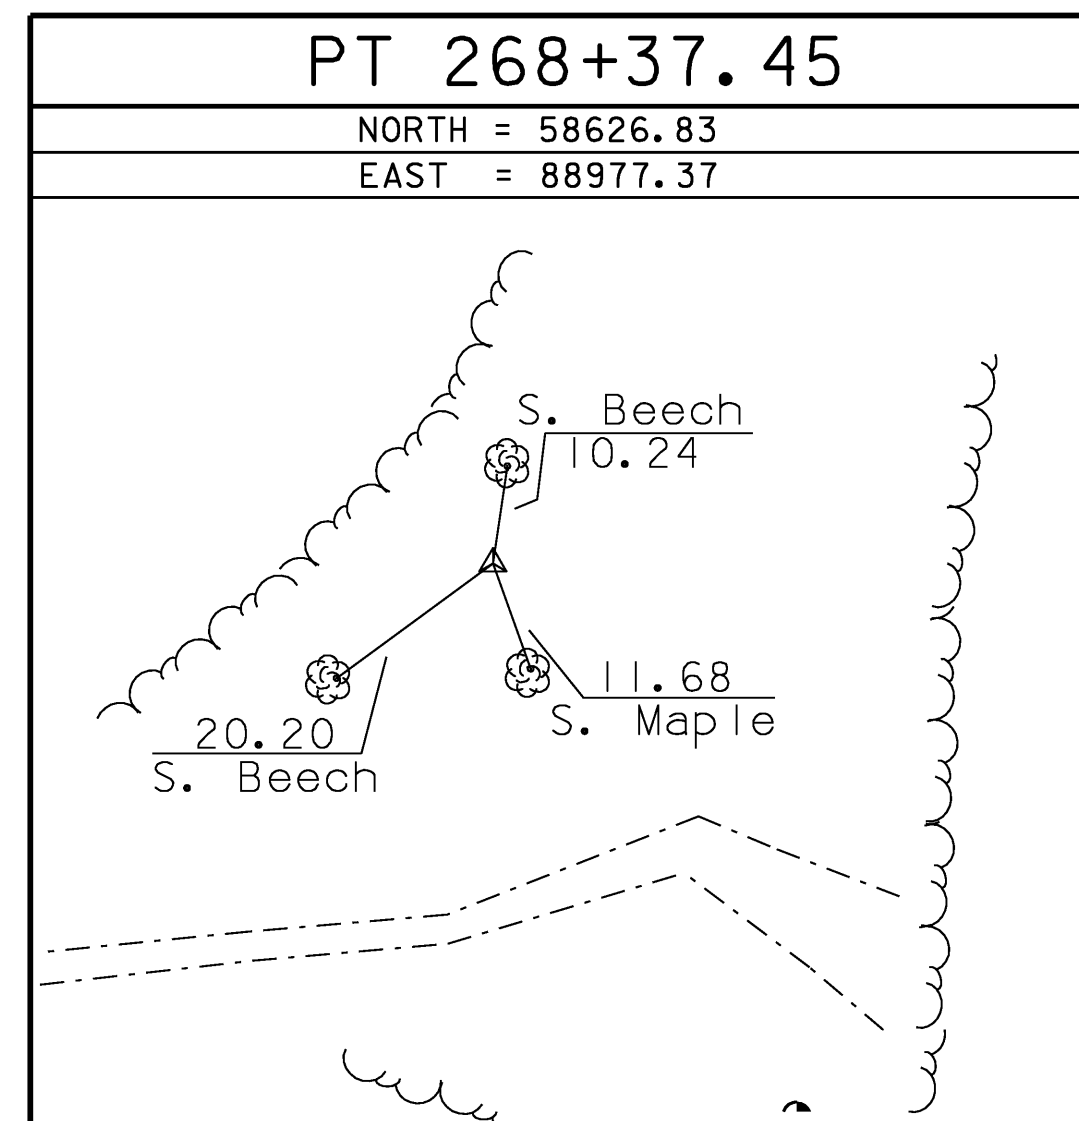 PT 268+37.45
NORTH = 58626.83
EAST = 88977.37
S. Beech
10.24
11.68
S. Maple
20.20
S. Beech